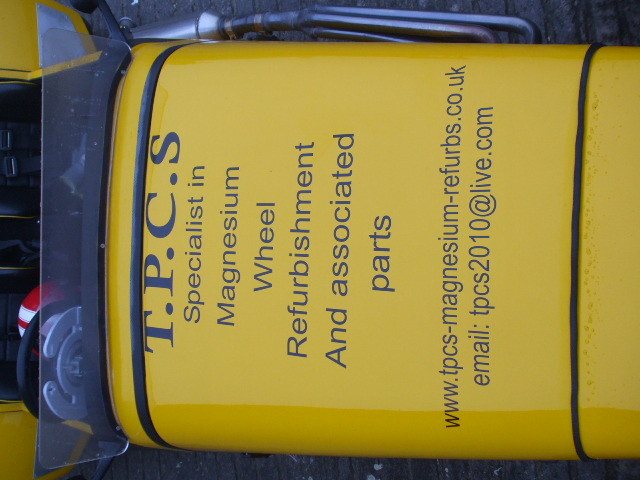 T.P.C.S
Specialist in
Magnesium
Wheel
Refurbishment
And associated
parts
www.tpcs-magnesium-refurbs.co.uk
email: tpcs2010@live.com